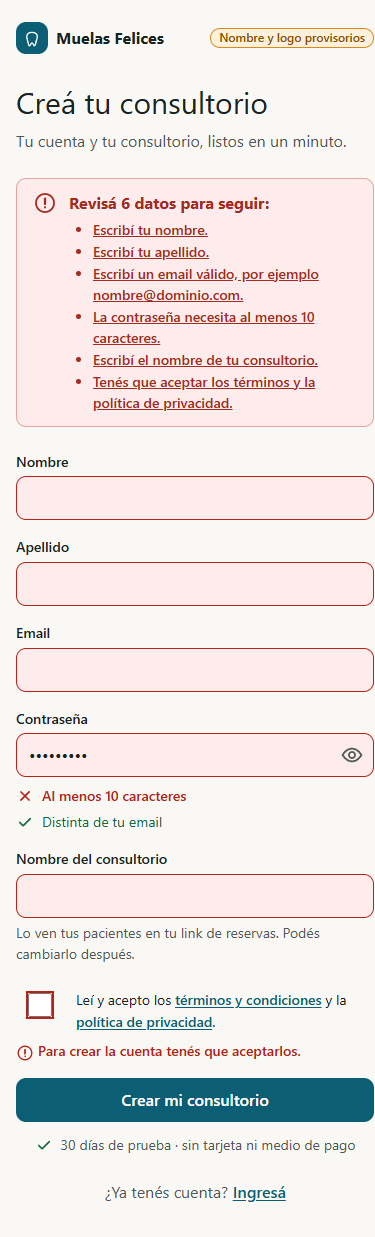 Muelas Felices
Nombre y logo provisorios
Creá tu consultorio
Tu cuenta y tu consultorio, listos en un minuto.
Revisá 6 datos para seguir:
Escribí tu nombre.
Escribí tu apellido.
Escribí un email válido, por ejemplo
nombre@dominio.com.
La contraseña necesita al menos 10
caracteres.
Escribí el nombre de tu consultorio.
Tenés que aceptar los términos y la
política de privacidad.
Nombre
Apellido
Email
Contraseña
•••••••••
Al menos 10 caracteres
Distinta de tu email
Nombre del consultorio
Lo ven tus pacientes en tu link de reservas. Podés
cambiarlo después.
Leí y acepto los términos y condiciones y la
política de privacidad.
Para crear la cuenta tenés que aceptarlos.
Crear mi consultorio
30 días de prueba · sin tarjeta ni medio de pago
¿Ya tenés cuenta? Ingresá